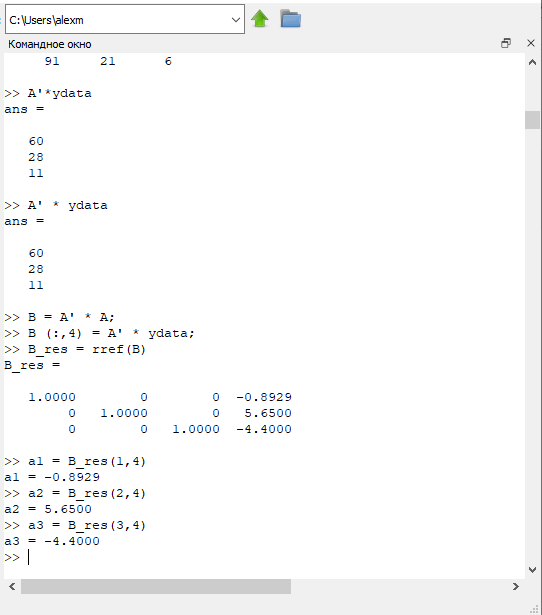 C:\Users\alexm
Командное окно
91 21 6
>> A'*ydata
ans =
60
28
11
>> A' * ydata
ans =
60
28
11
>> B = A' * A;
>> B (:,4) = A' * ydata;
>> B_res = rref(B)
B_res =
1.0000 0 0 -0.8929
0 1.0000 0 5.6500
0 0 1.0000 -4.4000
>> a1 = B_res(1,4)
a1 = -0.8929
>> a2 = B_res(2,4)
a2 = 5.6500
>> a3 = B_res(3,4)
a3 = -4.4000
>>